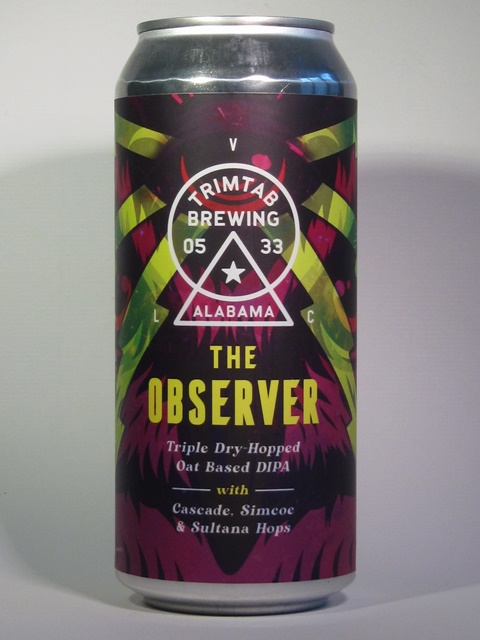 V
TRIMTAB
BREWING
05 33
L ALABAMA C
THE
OBSERVER
Triple Dry-Hopped
Oat Based DIPA
with
Cascade, Simcoe
& Sultana Hops